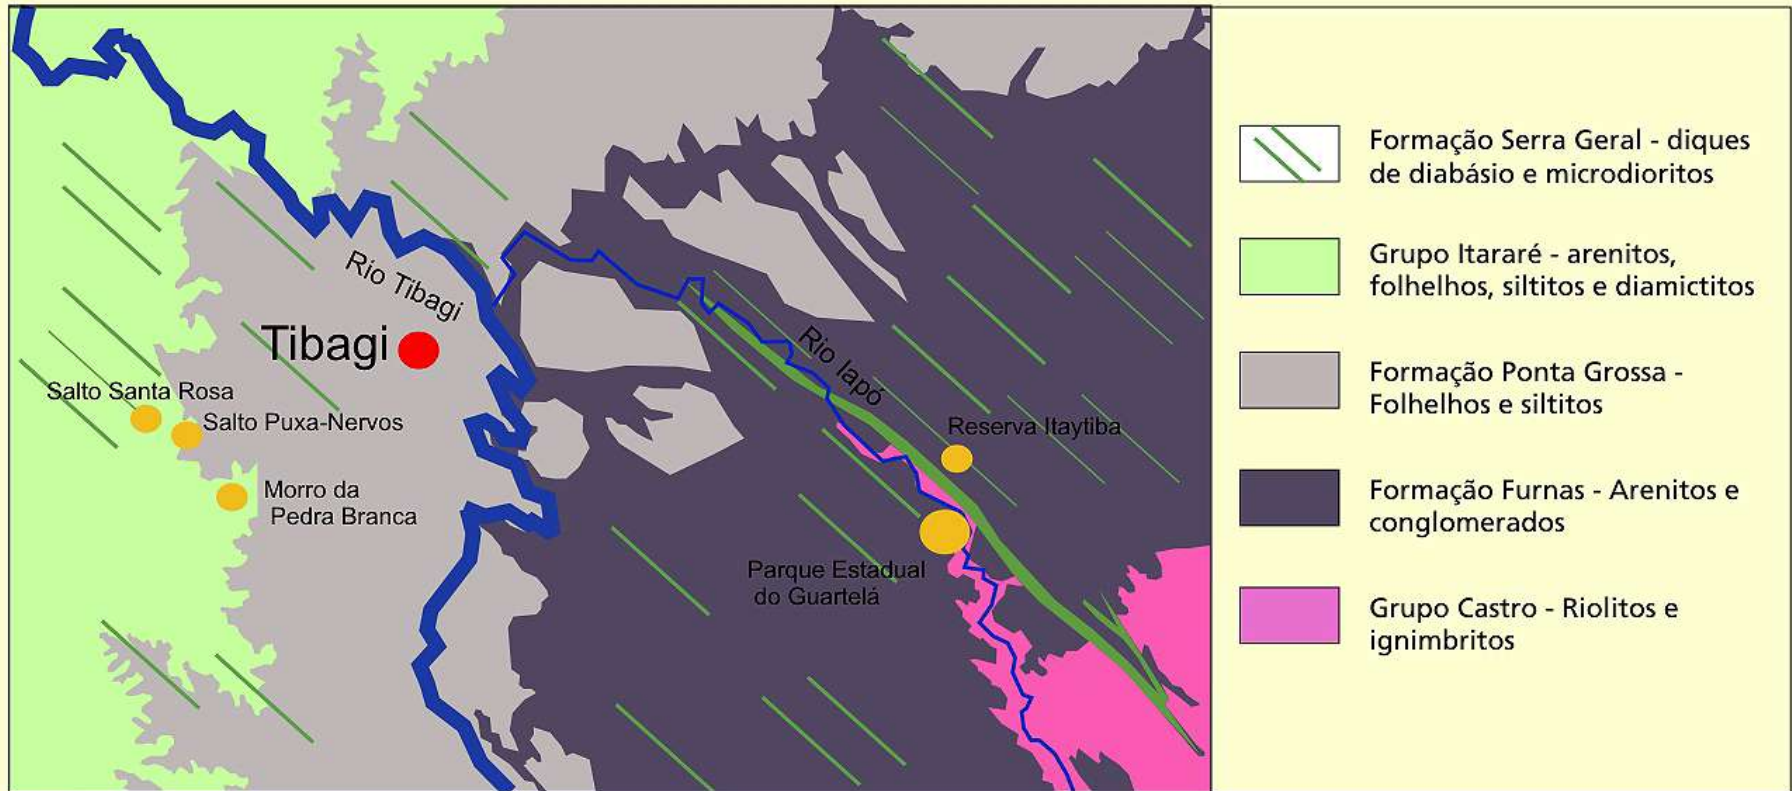 Rio Tibagi
Tibagi
Salto Santa Rosa
Salto Puxa-Nervos
Morro da
Pedra Branca
Rio Iapó
Reserva Itaytiba
Parque Estadual
do Guartelá
Formação Serra Geral - diques
de diabásio e microdioritos
Grupo Itararé - arenitos,
folhelhos, siltitos e diamictitos
Formação Ponta Grossa -
Folhelhos e siltitos
Formação Furnas - Arenitos e
conglomerados
Grupo Castro - Riolitos e
ignimbritos